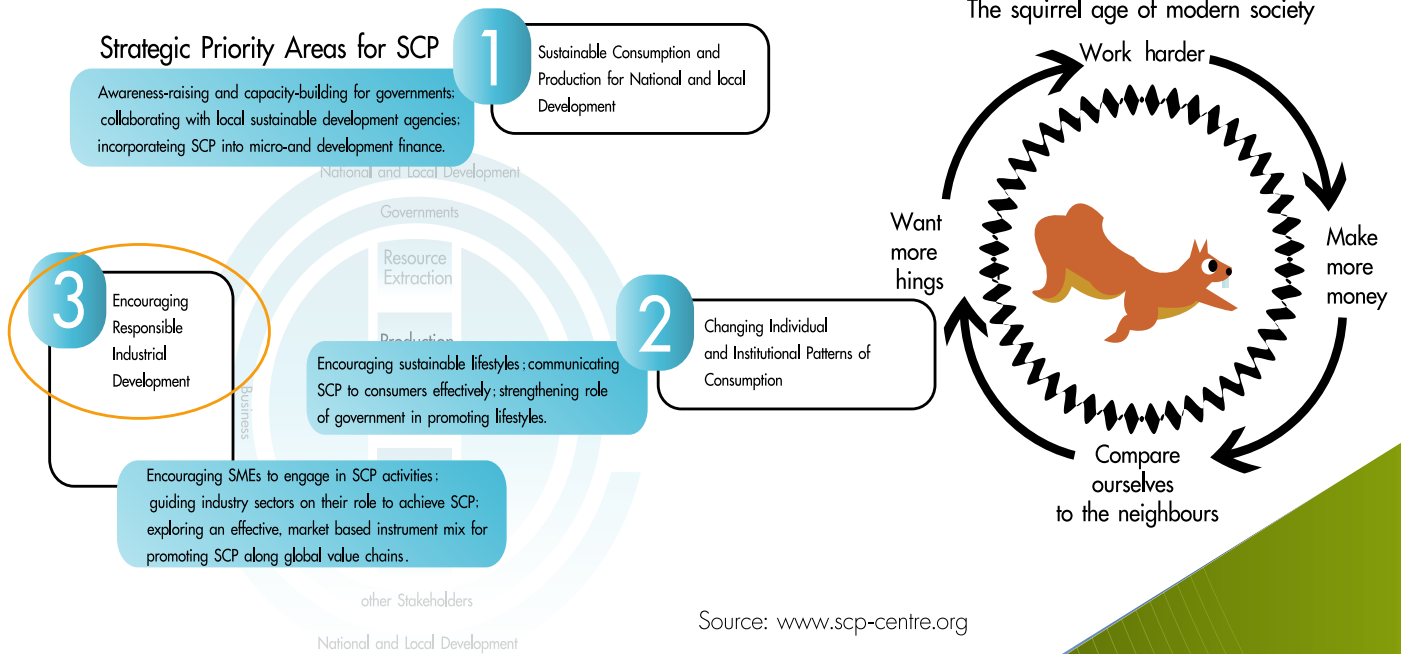 Strategic Priority Areas for SCP
1
Sustainable Consumption and
Production for National and local
Development
Awareness-raising and capacity-building for governments;
collaborating with local sustainable development agencies;
incorporateing SCP into micro-and development finance.
National and Local Development
Governments
Resource
Extraction
Production
3
Encouraging
Responsible
Industrial
Development
Business
2
Changing Individual
and Institutional Patterns of
Consumption
Encouraging sustainable lifestyles; communicating
SCP to consumers effectively; strengthening role
of government in promoting lifestyles.
Encouraging SMEs to engage in SCP activities;
guiding industry sectors on their role to achieve SCP;
exploring an effective, market based instrument mix for
promoting SCP along global value chains.
other Stakeholders
National and Local Development
The squirrel age of modern society
Work harder
Make
more
money
Compare
ourselves
to the neighbours
Want
more
hings
Source: www.scp-centre.org